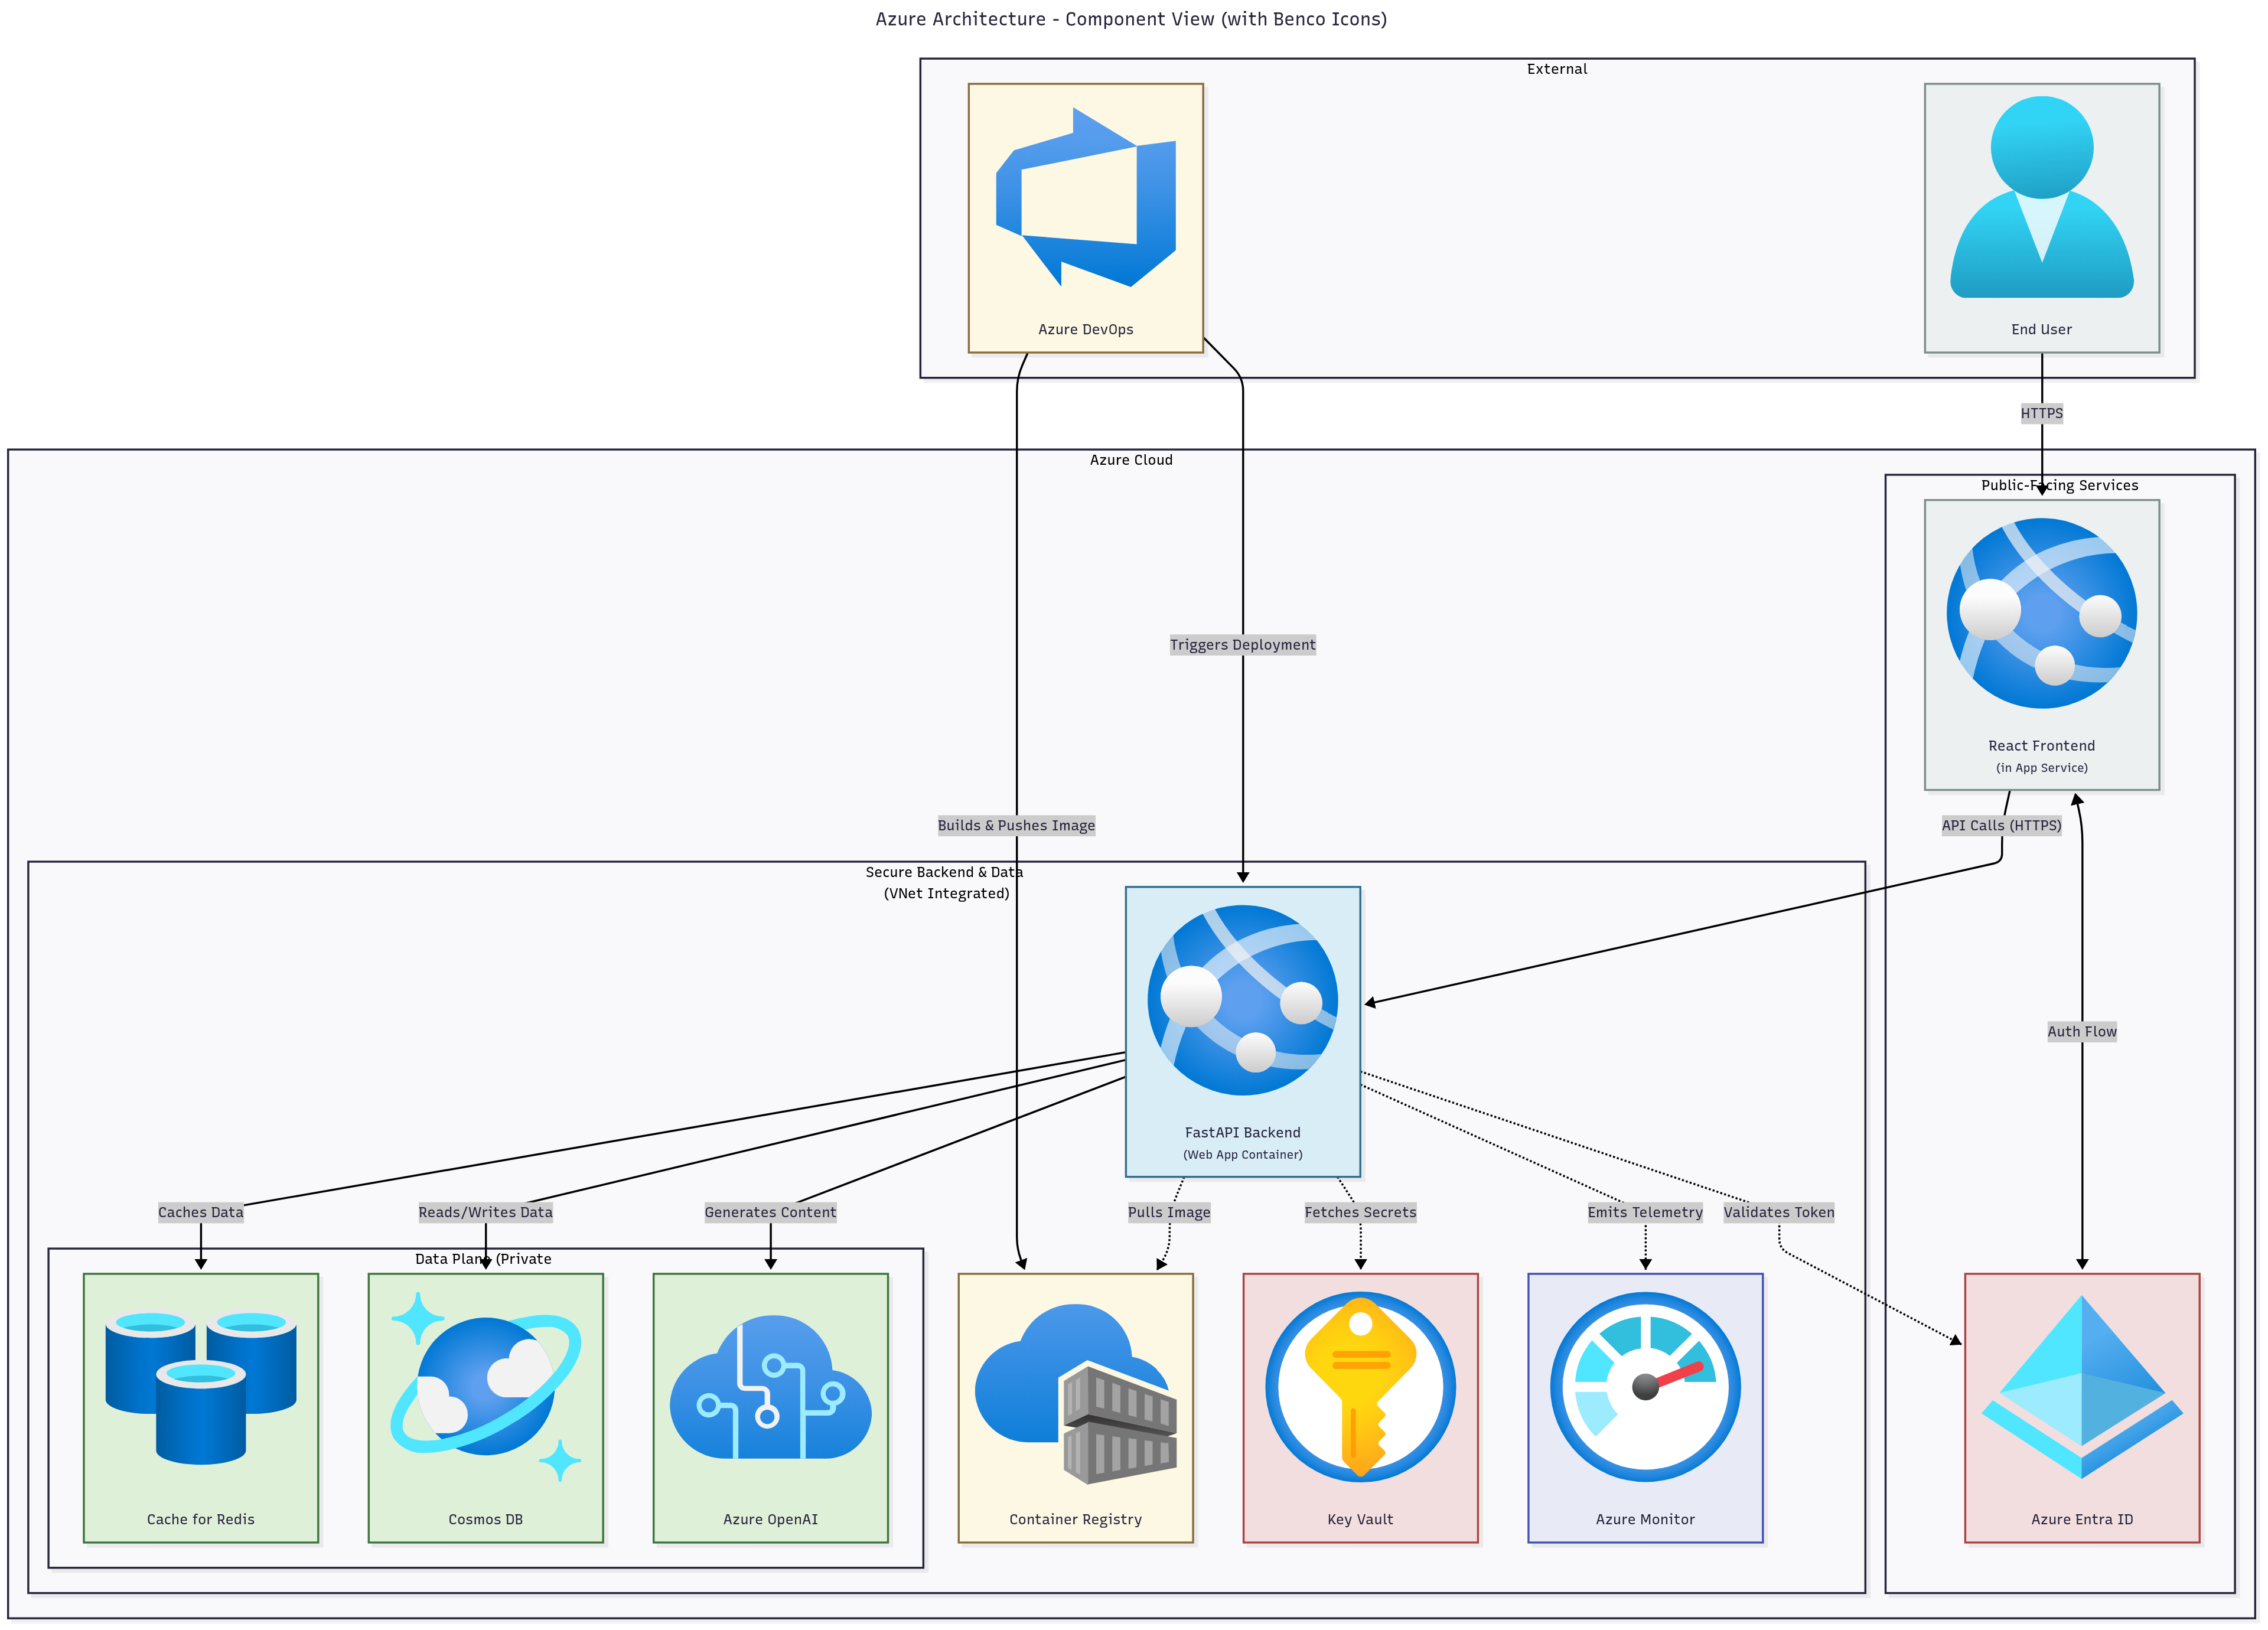 Azure Architecture - Component View (with Benco Icons)
External
Azure DevOps
End User
HTTPS
Azure Cloud
Public-Facing Services
React Frontend
(in App Service)
Triggers Deployment
Builds & Pushes Image
API Calls (HTTPS)
Secure Backend & Data
(VNet Integrated)
FastAPI Backend
(Web App Container)
Auth Flow
Caches Data
Reads/Writes Data
Generates Content
Pulls Image
Fetches Secrets
Emits Telemetry
Validates Token
Data Plane (Private
Cache for Redis
Cosmos DB
Azure OpenAI
Container Registry
Key Vault
Azure Monitor
Azure Entra ID